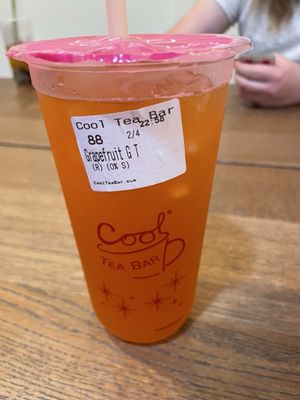 Cool Tea Bar
22:58
88
2/4
Grapefruit G T
(R) (0% S)
CoolTeaBar.com
Cool
TEA BAR